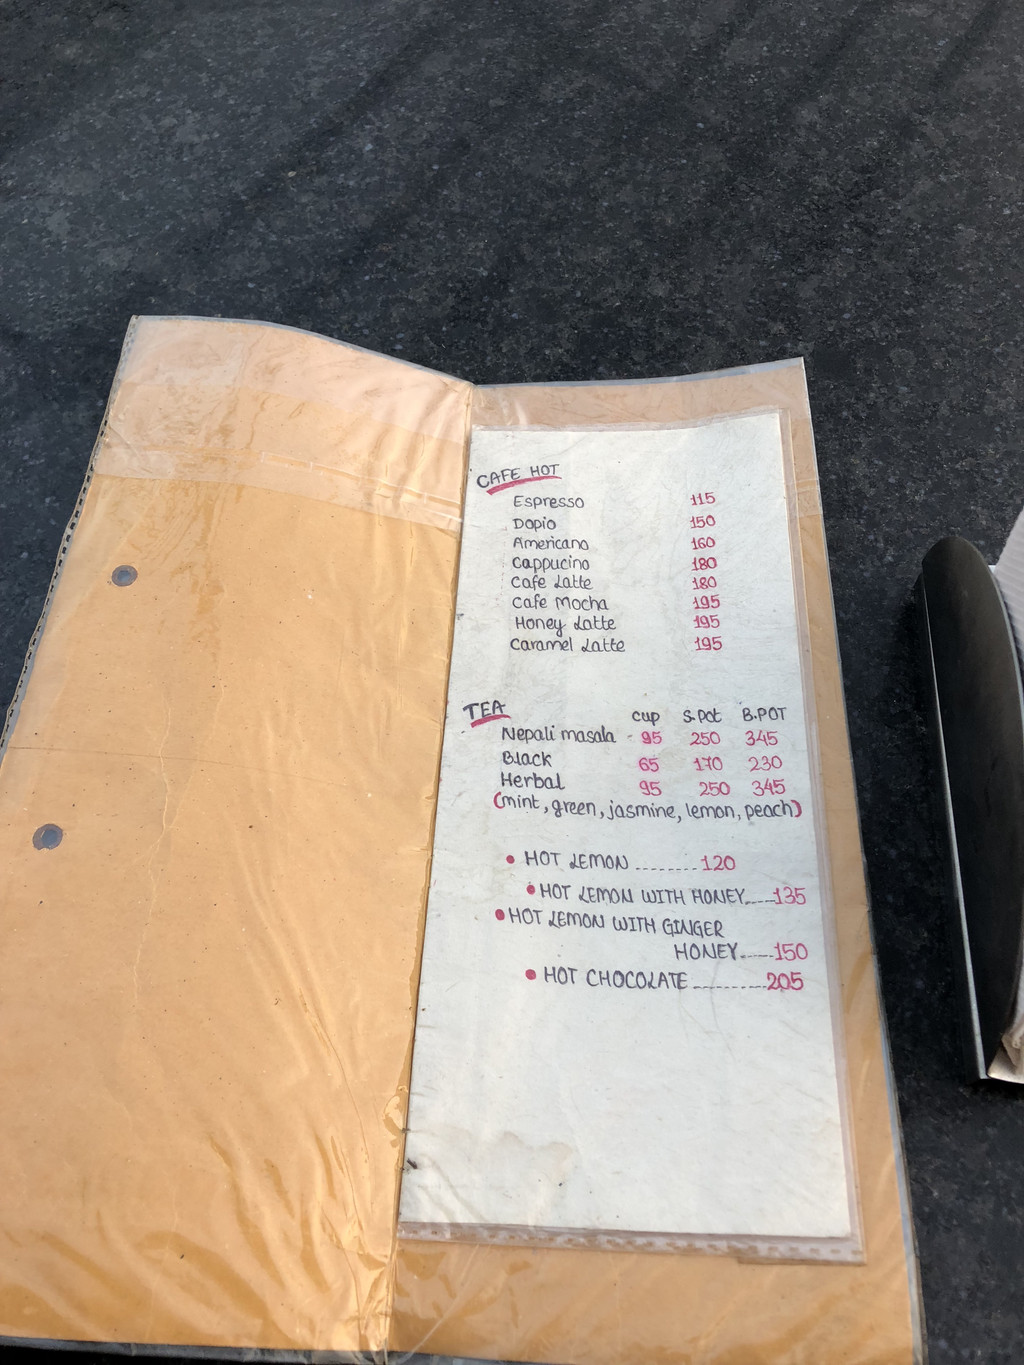 CAFE HOT
Espresso 115
Dopio 150
Americano 160
Cappucino 180
Cafe Latte 180
Cafe Mocha 195
Honey Latte 195
Caramel Latte 195
TEA cup S.Pot B.POT
Nepali masala - 95 250 345
Black 65 170 230
Herbal 95 250 345
(mint, green, jasmine, lemon, peach)
• HOT LEMON ........ 120
• HOT LEMON WITH HONEY.....135
• HOT LEMON WITH GINGER
HONEY......150
• HOT CHOCOLATE ..........205